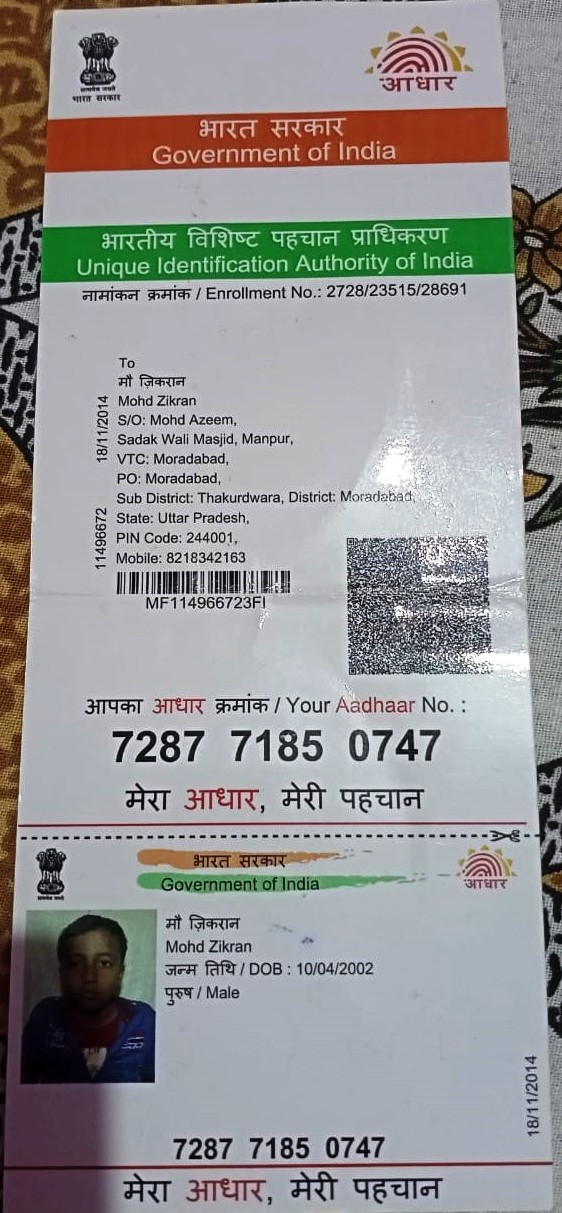 सत्यमेव जयते
भारत सरकार
आधार
भारत सरकार
Government of India
भारतीय विशिष्ट पहचान प्राधिकरण
Unique Identification Authority of India
नामांकन क्रमांक / Enrollment No.: 2728/23515/28691
To
मौ ज़िकरान
Mohd Zikran
S/O: Mohd Azeem,
Sadak Wali Masjid, Manpur,
VTC: Moradabad,
PO: Moradabad,
Sub District: Thakurdwara, District: Moradabad,
State: Uttar Pradesh,
PIN Code: 244001,
Mobile: 8218342163
18/11/2014
11496672
MF114966723FI
आपका आधार क्रमांक / Your Aadhaar No. :
7287 7185 0747
मेरा आधार, मेरी पहचान
भारत सरकार
Government of India
आधार
मौ ज़िकरान
Mohd Zikran
जन्म तिथि / DOB : 10/04/2002
पुरुष / Male
18/11/2014
7287 7185 0747
मेरा आधार, मेरी पहचान